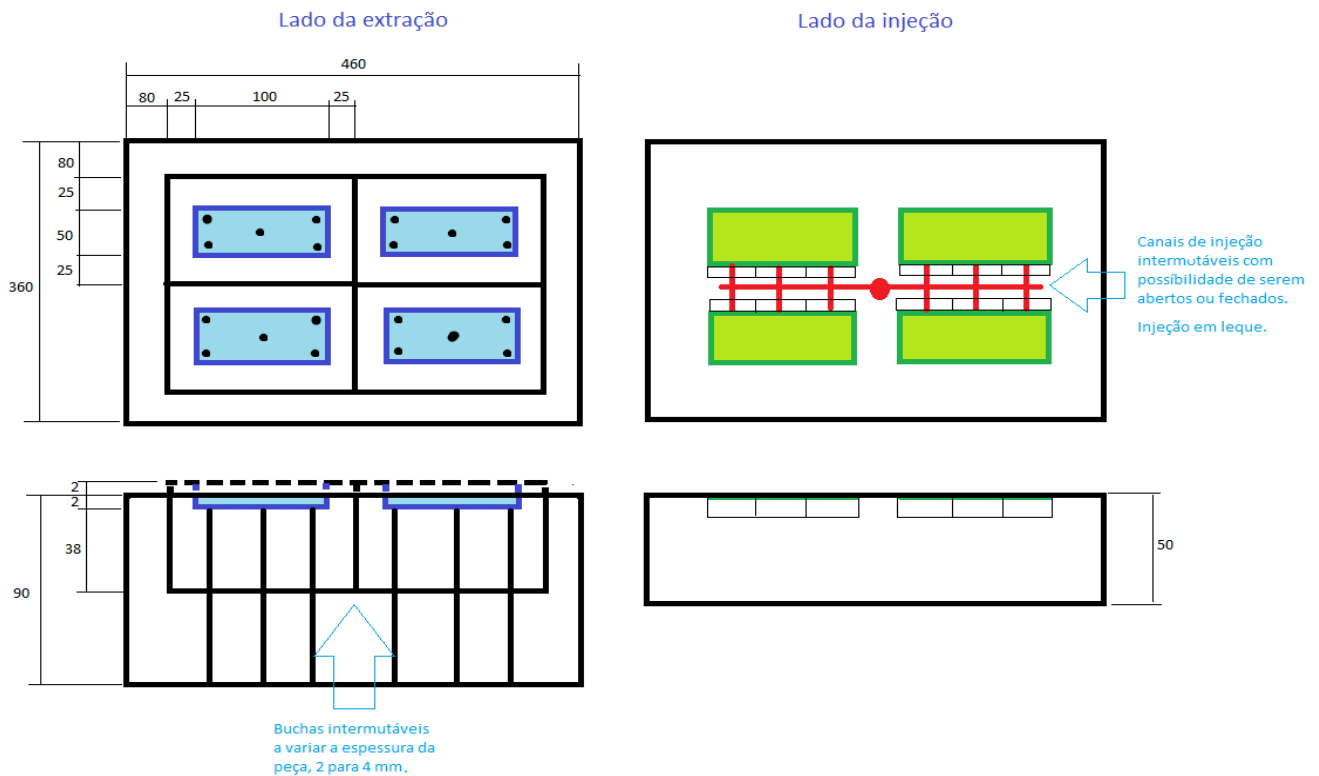 Lado da extração
Lado da injeção
460
80
25
100
25
80
25
50
25
360
Canais de injeção
intermutáveis com
possíbilidade de serem
abertos ou fechados.
Injeção em leque.
2
2
38
90
50
Buchas intermutáveis
a variar a espessura da
peça, 2 para 4 mm.